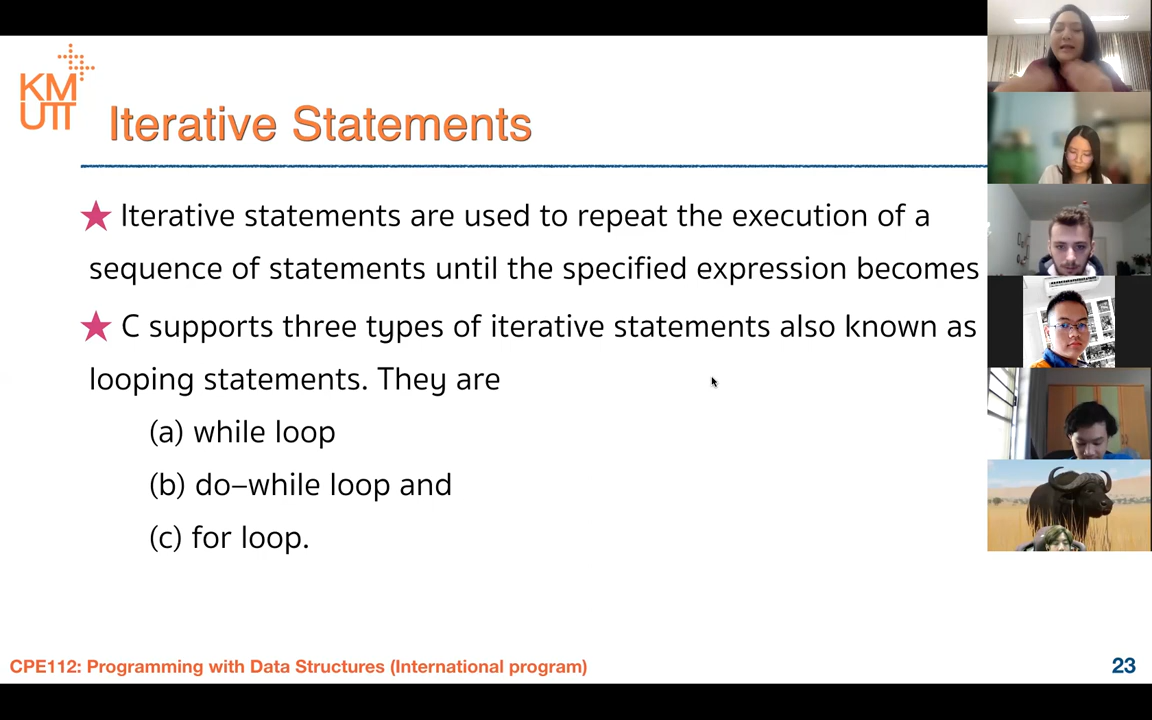 KM
UTT
Iterative Statements
★ Iterative statements are used to repeat the execution of a
sequence of statements until the specified expression becomes
★ C supports three types of iterative statements also known as
looping statements. They are
(a) while loop
(b) do–while loop and
(c) for loop.
CPE112: Programming with Data Structures (International program)
23